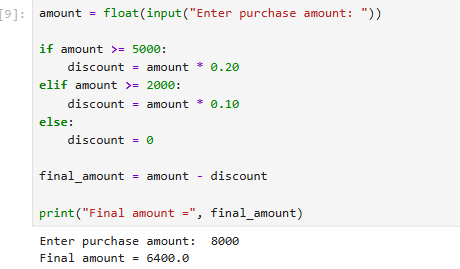 [9]: amount = float(input("Enter purchase amount: "))
if amount >= 5000:
    discount = amount * 0.20
elif amount >= 2000:
    discount = amount * 0.10
else:
    discount = 0
final_amount = amount - discount
print("Final amount =", final_amount)
Enter purchase amount:  8000
Final amount = 6400.0